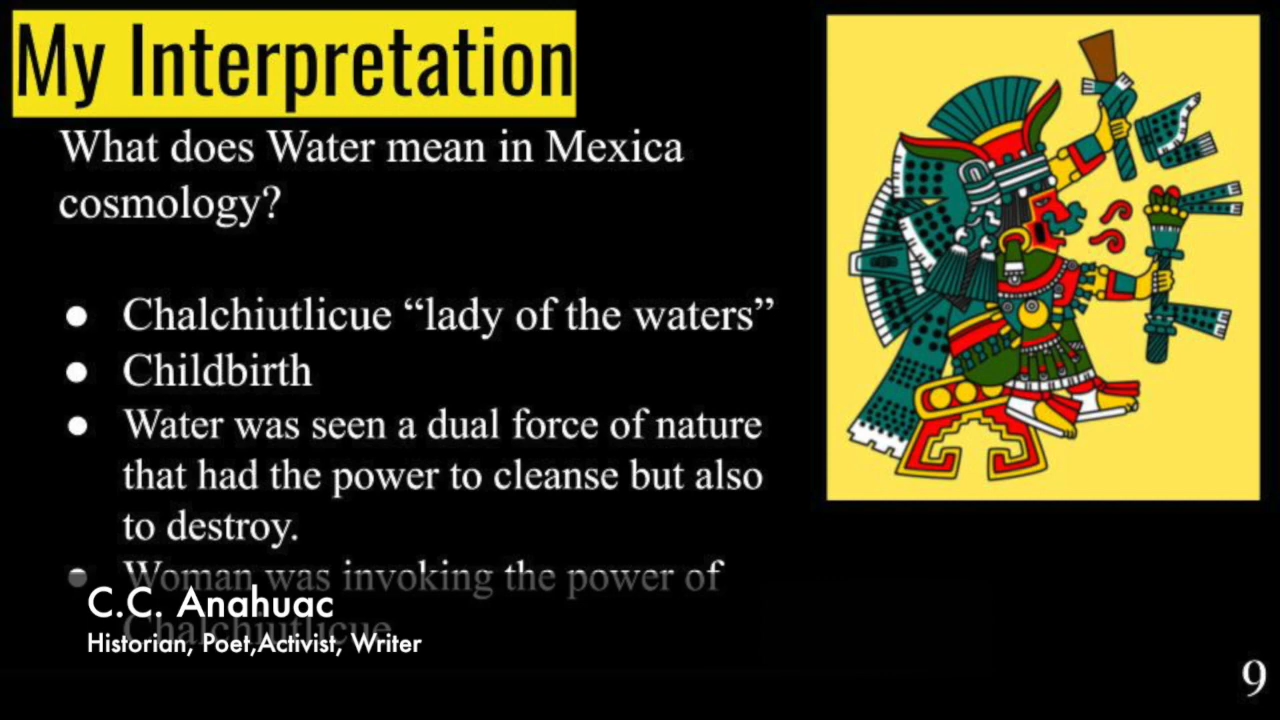 My Interpretation
What does Water mean in Mexica
cosmology?
● Chalchiutlicue “lady of the waters”
● Childbirth
● Water was seen a dual force of nature
that had the power to cleanse but also
to destroy.
● Woman was invoking the power of
Chalchiutlicue
C.C. Anahuac
Historian, Poet,Activist, Writer
9